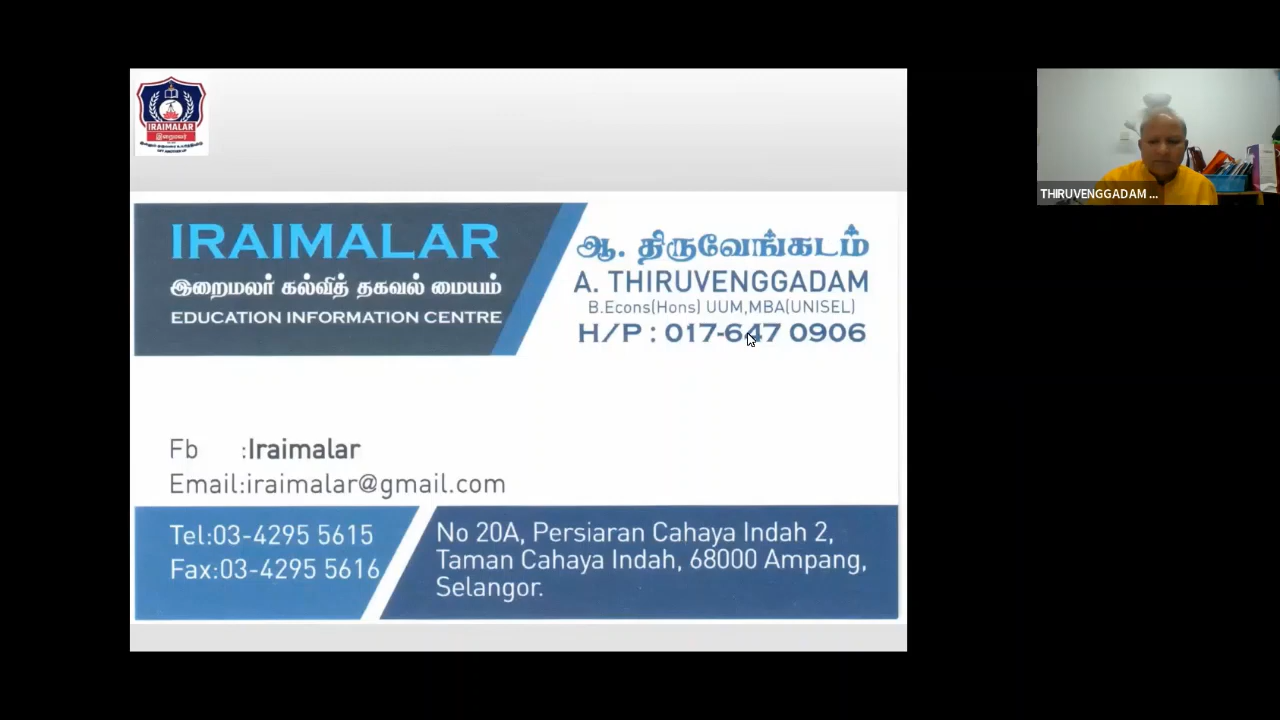 IRAIMALAR
இறைமலர்
IRAIMALAR
இறைமலர் கல்வித் தகவல் மையம்
EDUCATION INFORMATION CENTRE
ஆ. திருவேங்கடம்
A. THIRUVENGGADAM
B.Econs(Hons) UUM,MBA(UNISEL)
H/P : 017-647 0906
Fb :Iraimalar
Email:iraimalar@gmail.com
Tel:03-4295 5615
Fax:03-4295 5616
No 20A, Persiaran Cahaya Indah 2,
Taman Cahaya Indah, 68000 Ampang,
Selangor.
THIRUVENGGADAM ...